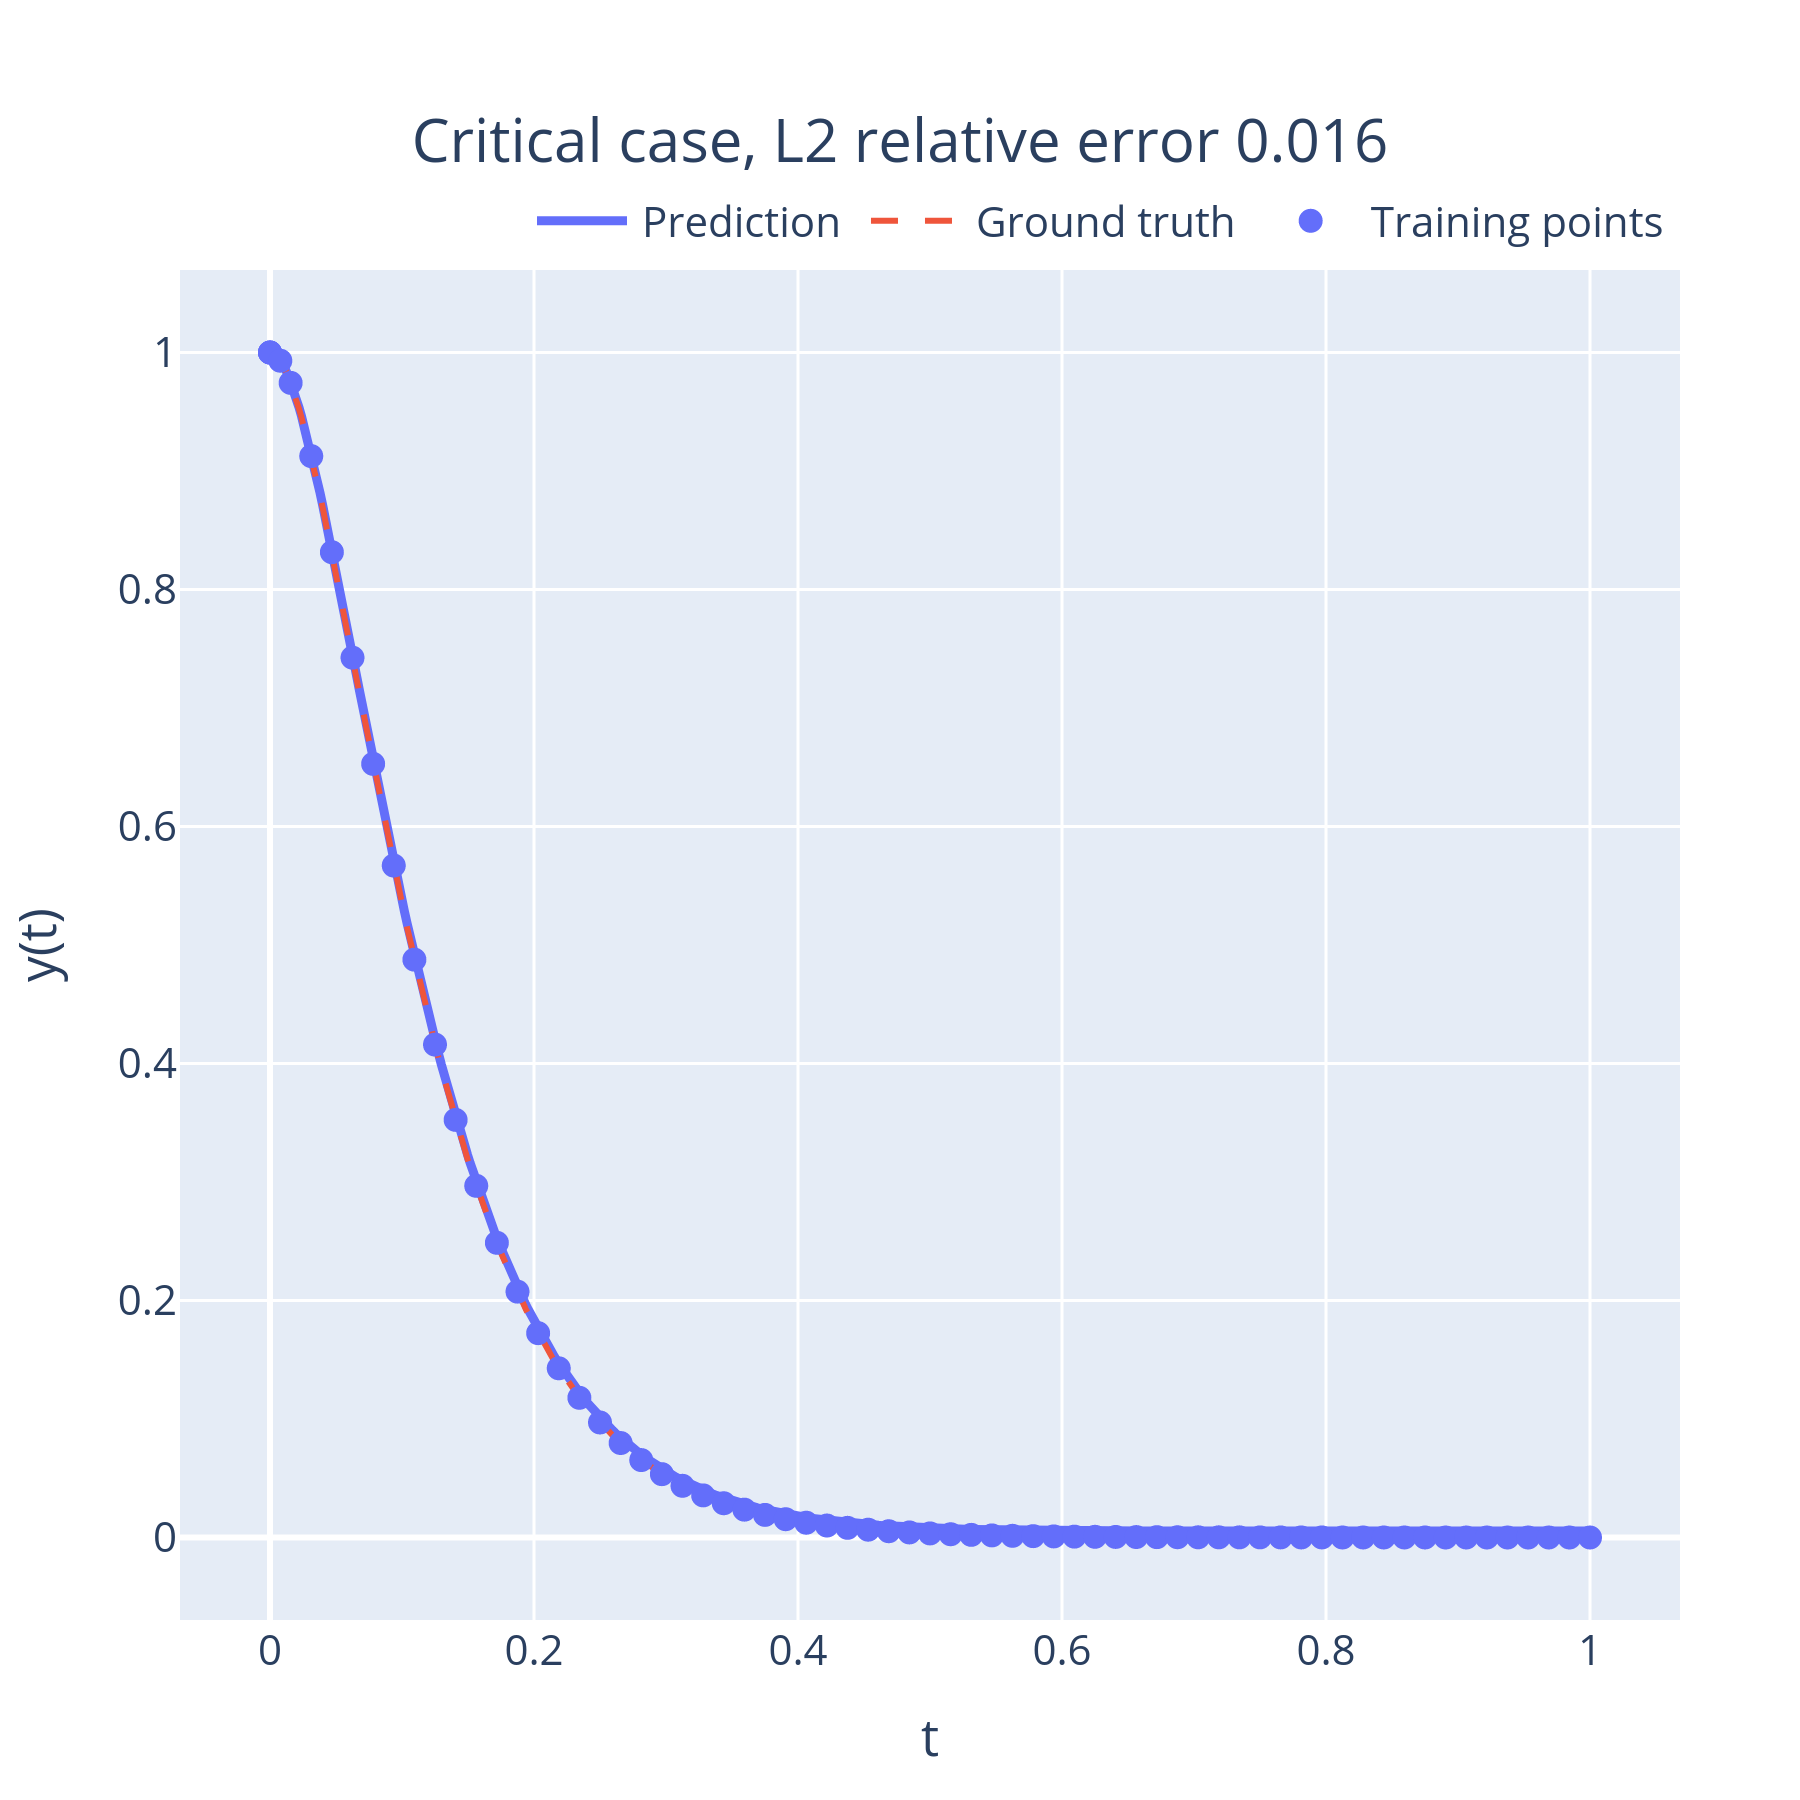 Critical case, L2 relative error 0.016
Prediction Ground truth Training points
1
0.8
0.6
0.4
0.2
0
y(t)
0 0.2 0.4 0.6 0.8 1
t